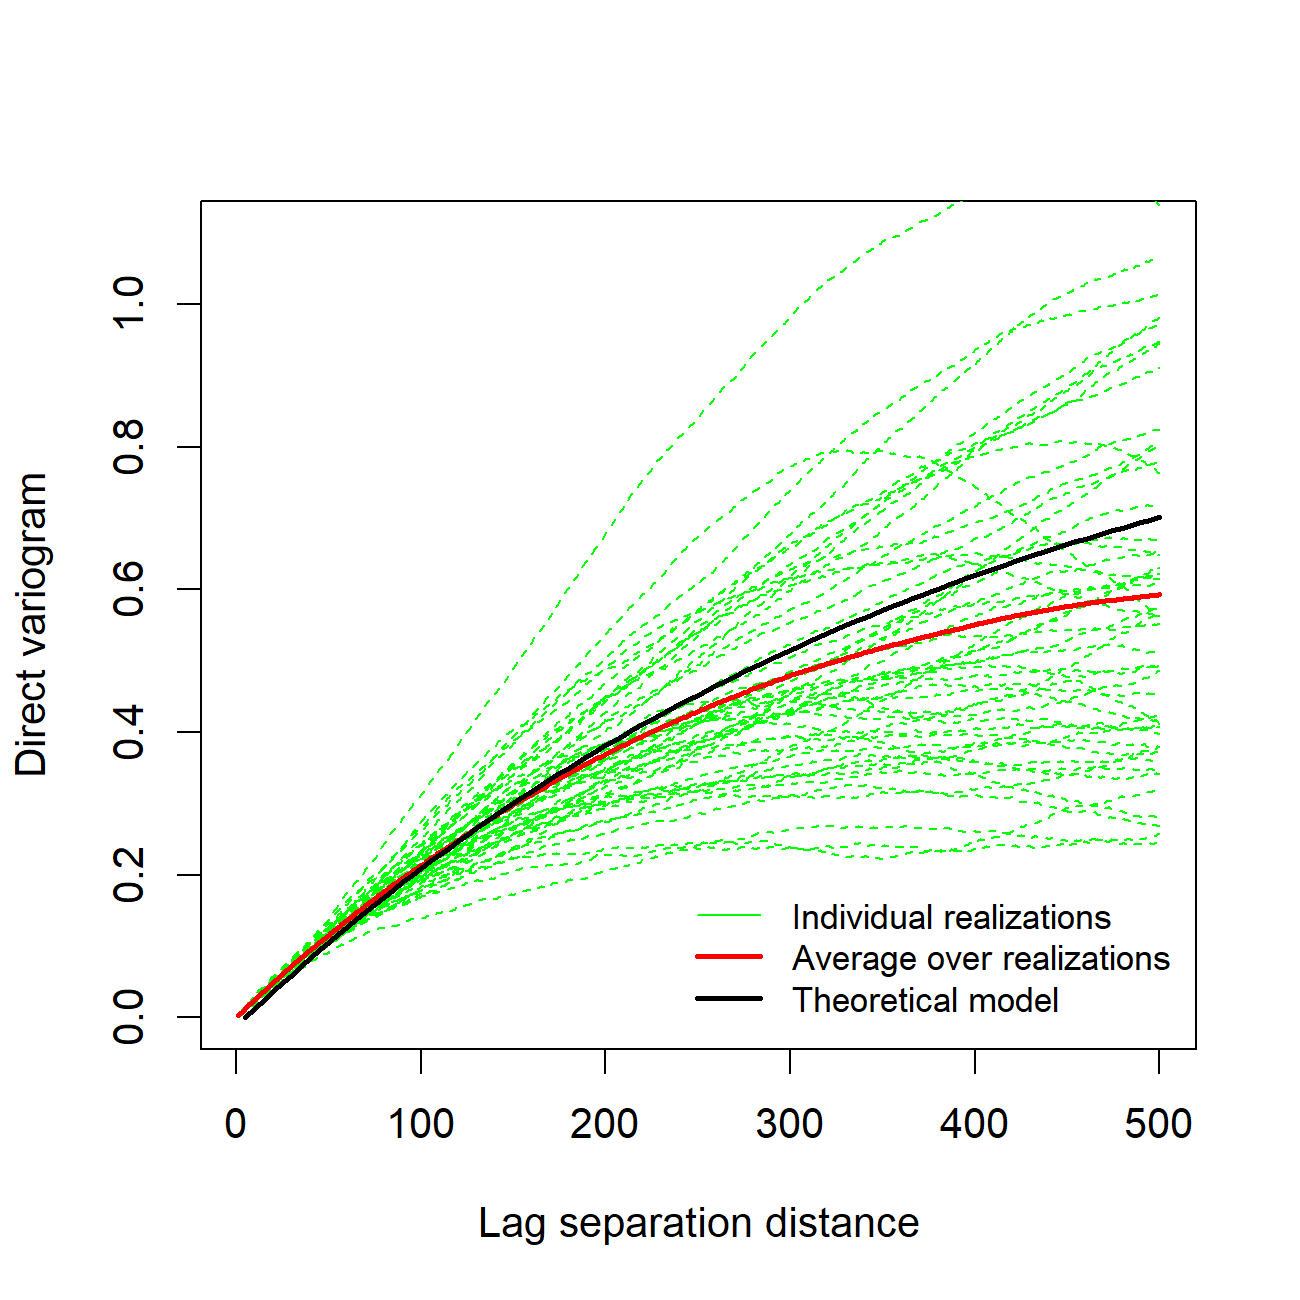 Direct variogram
1.0
0.8
0.6
0.4
0.2
0.0
Individual realizations
Average over realizations
Theoretical model
0 100 200 300 400 500
Lag separation distance